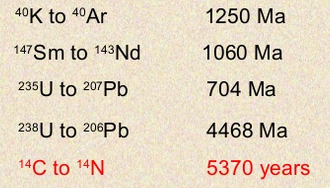 ⁴⁰K to ⁴⁰Ar 1250 Ma
¹⁴⁷Sm to ¹⁴³Nd 1060 Ma
²³⁵U to ²⁰⁷Pb 704 Ma
²³⁸U to ²⁰⁶Pb 4468 Ma
¹⁴C to ¹⁴N 5370 years